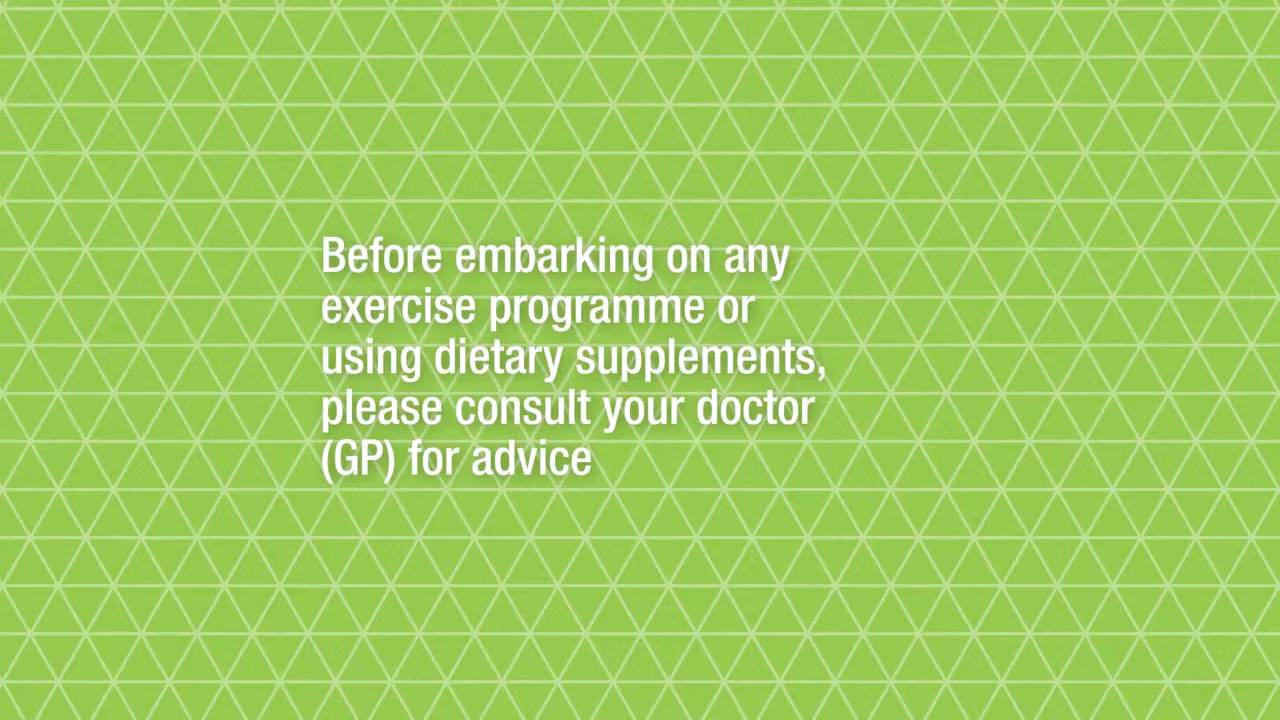 Before embarking on any
exercise programme or
using dietary supplements,
please consult your doctor
(GP) for advice